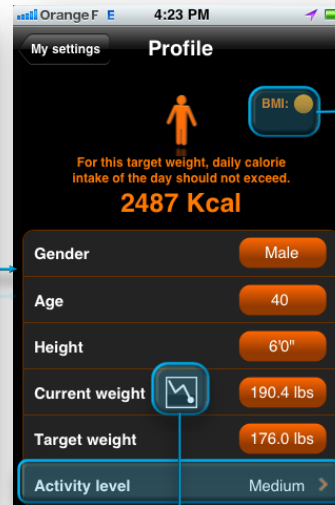 Orange F E 4:23 PM
My settings Profile
BMI:
For this target weight, daily calorie
intake of the day should not exceed.
2487 Kcal
Gender Male
Age 40
Height 6'0"
Current weight 190.4 lbs
Target weight 176.0 lbs
Activity level Medium